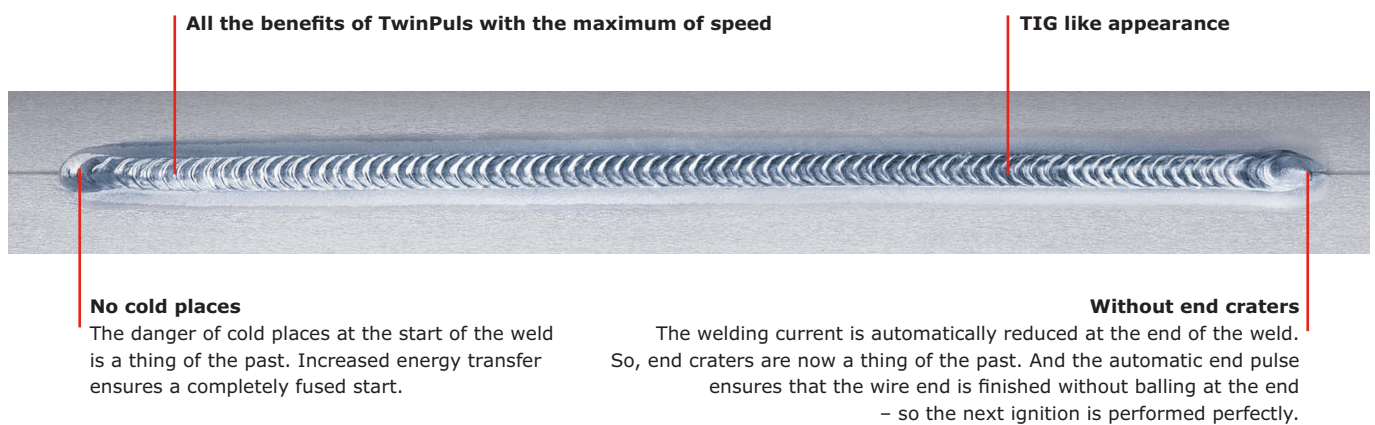 All the benefits of TwinPuls with the maximum of speed
TIG like appearance
No cold places
The danger of cold places at the start of the weld
is a thing of the past. Increased energy transfer
ensures a completely fused start.
Without end craters
The welding current is automatically reduced at the end of the weld.
So, end craters are now a thing of the past. And the automatic end pulse
ensures that the wire end is finished without balling at the end
– so the next ignition is performed perfectly.